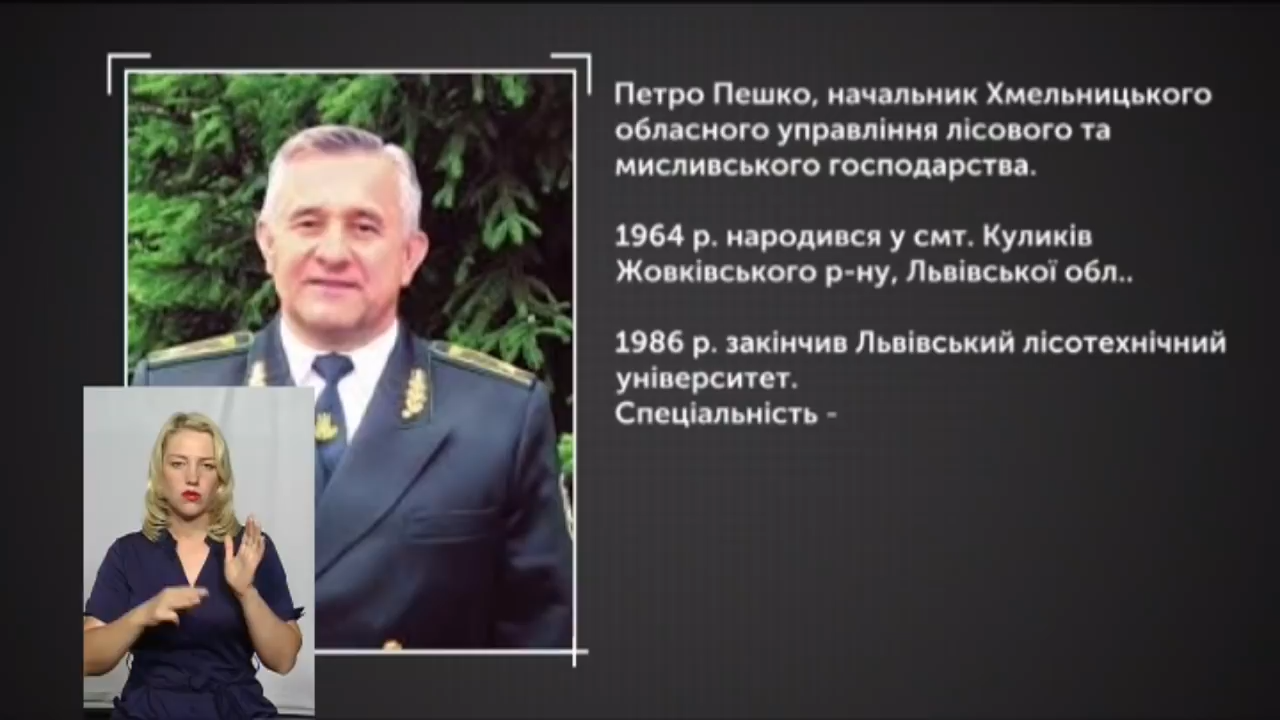 Петро Пешко, начальник Хмельницького
обласного управління лісового та
мисливського господарства.
1964 р. народився у смт. Куликів
Жовківського р-ну, Львівської обл..
1986 р. закінчив Львівський лісотехнічний
університет.
Спеціальність -